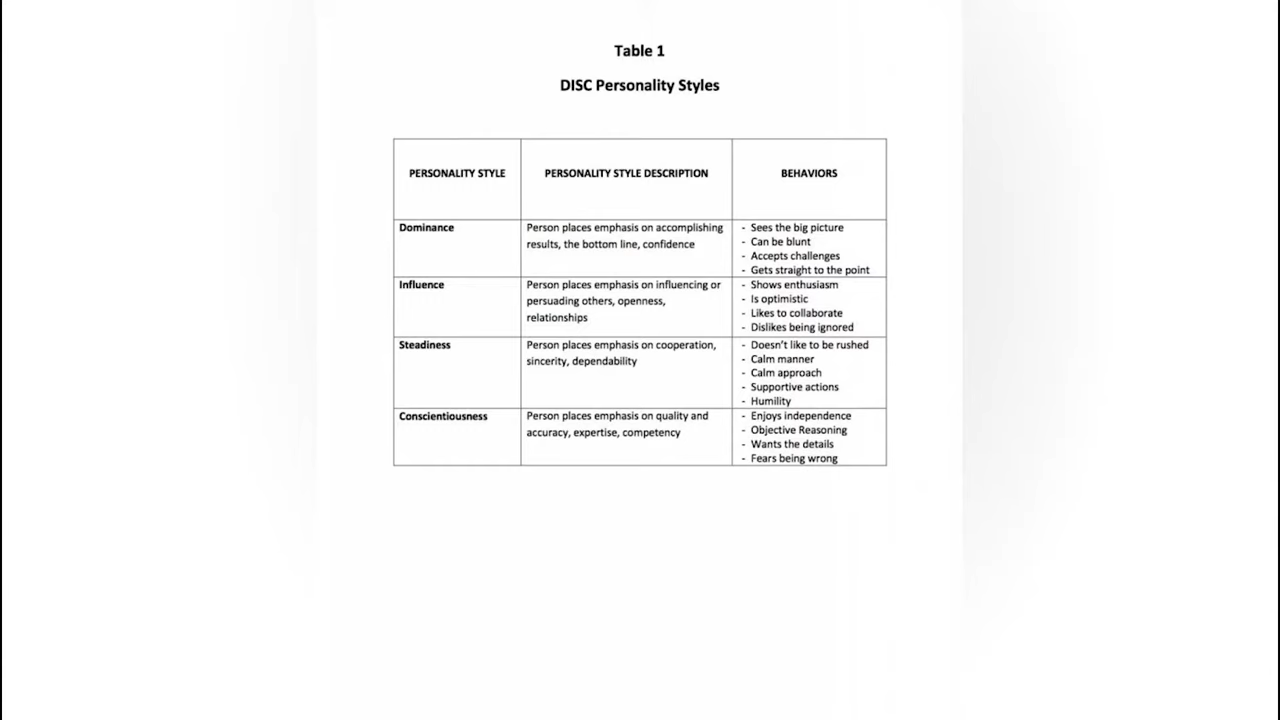 Table 1
DISC Personality Styles
PERSONALITY STYLE
PERSONALITY STYLE DESCRIPTION
BEHAVIORS
Dominance
Person places emphasis on accomplishing
results, the bottom line, confidence
- Sees the big picture
- Can be blunt
- Accepts challenges
- Gets straight to the point
Influence
Person places emphasis on influencing or
persuading others, openness,
relationships
- Shows enthusiasm
- Is optimistic
- Likes to collaborate
- Dislikes being ignored
Steadiness
Person places emphasis on cooperation,
sincerity, dependability
- Doesn't like to be rushed
- Calm manner
- Calm approach
- Supportive actions
- Humility
Conscientiousness
Person places emphasis on quality and
accuracy, expertise, competency
- Enjoys independence
- Objective Reasoning
- Wants the details
- Fears being wrong